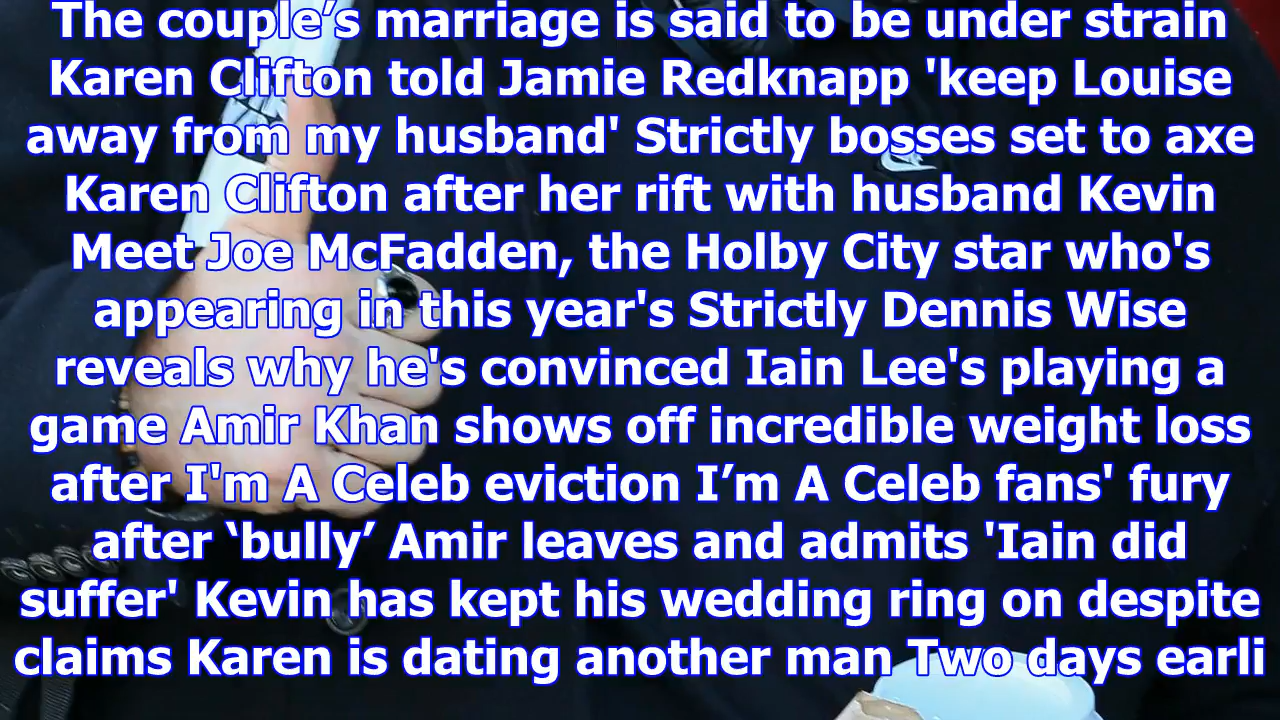 The couple’s marriage is said to be under strain
Karen Clifton told Jamie Redknapp 'keep Louise
away from my husband' Strictly bosses set to axe
Karen Clifton after her rift with husband Kevin
Meet Joe McFadden, the Holby City star who's
appearing in this year's Strictly Dennis Wise
reveals why he's convinced Iain Lee's playing a
game Amir Khan shows off incredible weight loss
after I'm A Celeb eviction I’m A Celeb fans' fury
after ‘bully’ Amir leaves and admits 'Iain did
suffer' Kevin has kept his wedding ring on despite
claims Karen is dating another man Two days earli